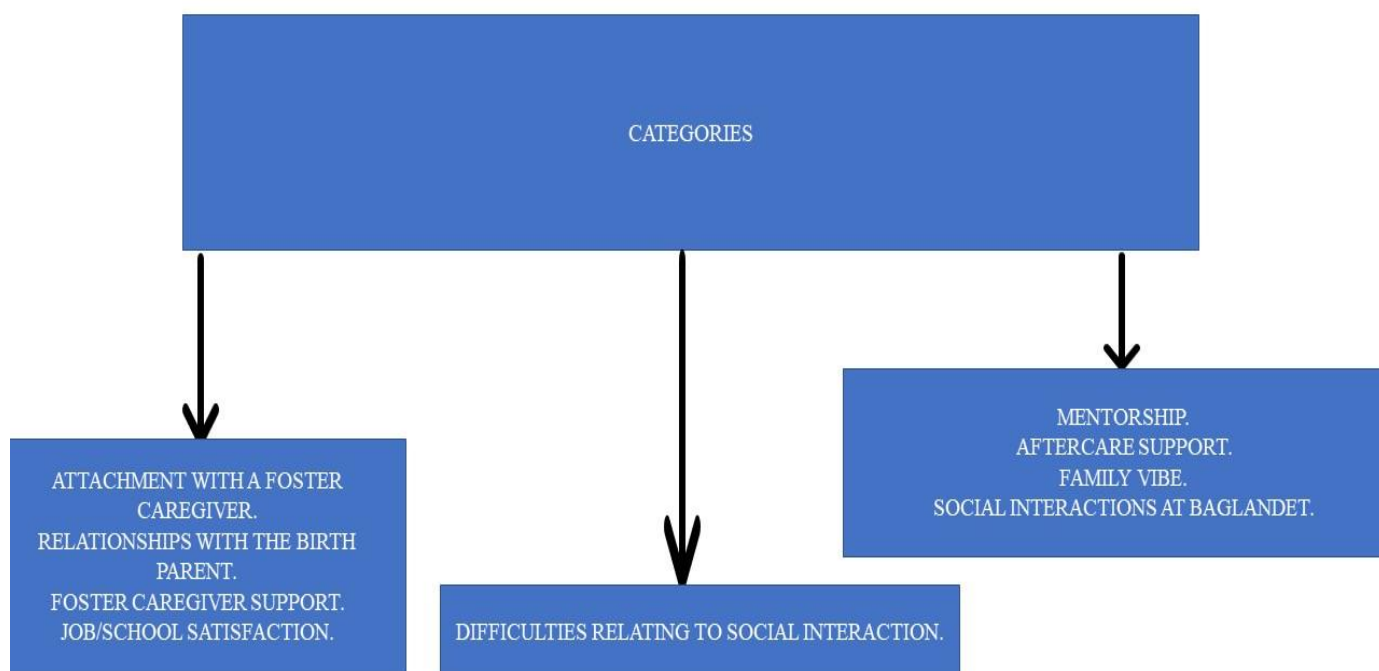 CATEGORIES
ATTACHMENT WITH A FOSTER
CAREGIVER.
RELATIONSHIPS WITH THE BIRTH
PARENT.
FOSTER CAREGIVER SUPPORT.
JOB/SCHOOL SATISFACTION.
DIFFICULTIES RELATING TO SOCIAL INTERACTION.
MENTORSHIP.
AFTERCARE SUPPORT.
FAMILY VIBE.
SOCIAL INTERACTIONS AT BAGLANDET.